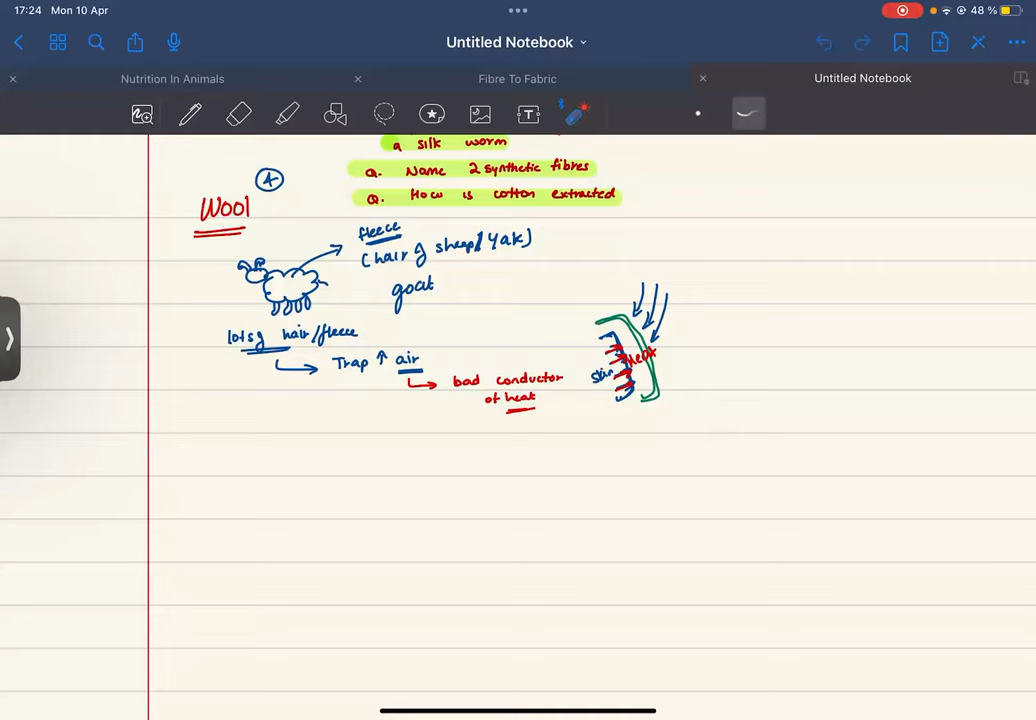 17:24 Mon 10 Apr
48 %
Untitled Notebook
Nutrition In Animals
Fibre To Fabric
Untitled Notebook
a silk worm
Q. Name 2 synthetic fibres
Q. How is cotton extracted
A
Wool
fleece
(hair of sheep/Yak)
goat
lots of hair/fleece
Trap ↑ air
bad conductor
of heat
skin
heat